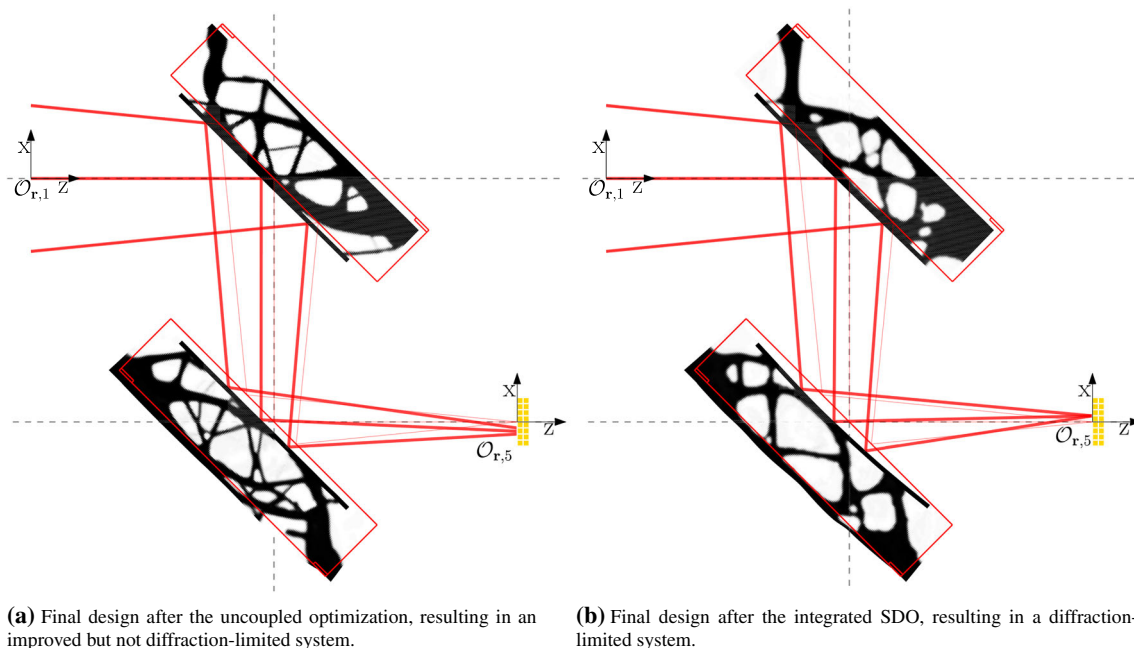 X
𝒪r,1
Z
X
Z
𝒪r,5
X
𝒪r,1
Z
X
Z
𝒪r,5
(a) Final design after the uncoupled optimization, resulting in an
improved but not diffraction-limited system.
(b) Final design after the integrated SDO, resulting in a diffraction-
limited system.